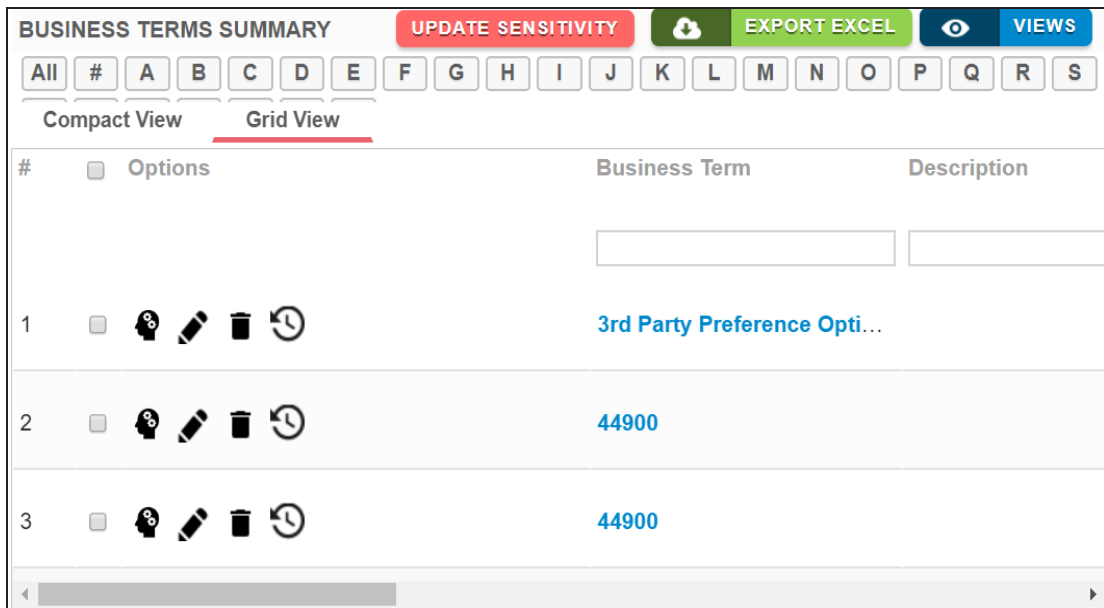 BUSINESS TERMS SUMMARY UPDATE SENSITIVITY EXPORT EXCEL VIEWS
All # A B C D E F G H I J K L M N O P Q R S
Compact View Grid View
# Options Business Term Description
1 3rd Party Preference Opti...
2 44900
3 44900